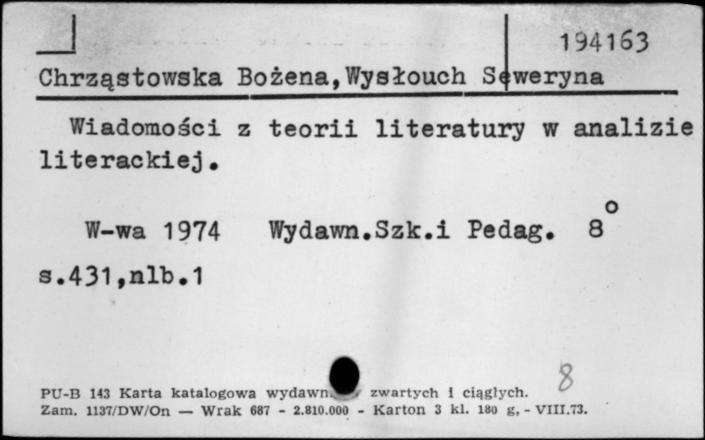 194163
Chrząstowska Bożena,Wysłouch Seweryna
Wiadomości z teorii literatury w analizie
literackiej.
W-wa 1974 Wydawn.Szk.i Pedag. 8°
s.431,nlb.1
8
PU-B 143 Karta katalogowa wydawn. zwartych i ciągłych.
Zam. 1137/DW/On — Wrak 687 - 2.810.000 - Karton 3 kl. 180 g, - VIII.73.